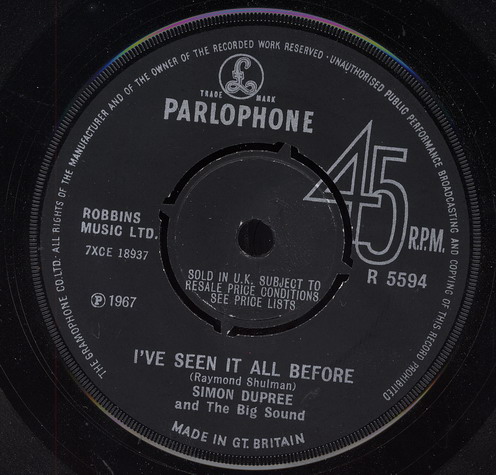 THE GRAMOPHONE CO. LTD. · ALL RIGHTS OF THE MANUFACTURER AND OF THE OWNER OF THE RECORDED WORK RESERVED · UNAUTHORISED PUBLIC PERFORMANCE BROADCASTING AND COPYING OF THIS RECORD PROHIBITED
£
TRADE MARK
PARLOPHONE
45
R.P.M.
ROBBINS
MUSIC LTD.
7XCE 18937
R 5594
SOLD IN U.K. SUBJECT TO
RESALE PRICE CONDITIONS
SEE PRICE LISTS
℗ 1967
I'VE SEEN IT ALL BEFORE
(Raymond Shulman)
SIMON DUPREE
and The Big Sound
MADE IN GT. BRITAIN